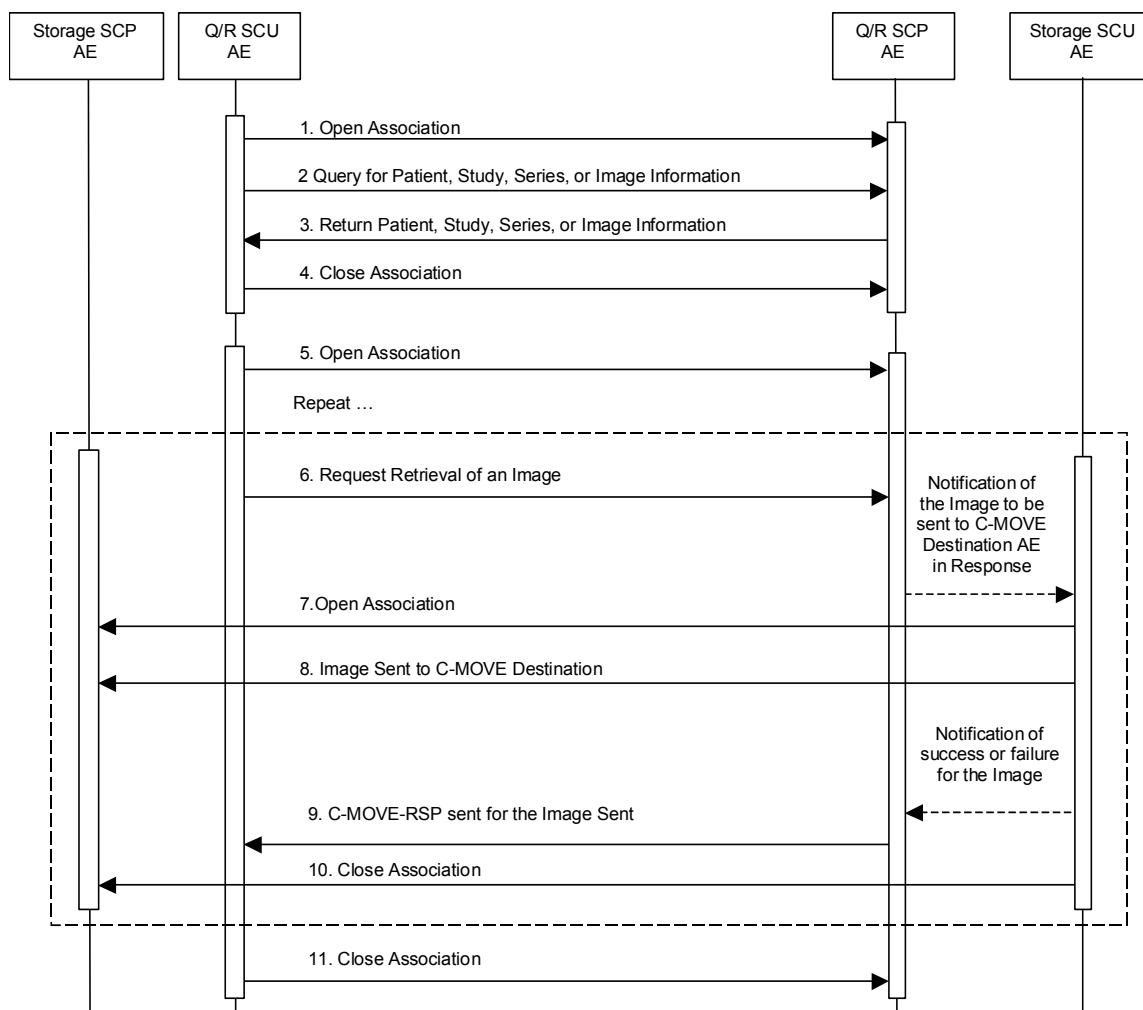 Storage SCP
AE
Q/R SCU
AE
Q/R SCP
AE
Storage SCU
AE
1. Open Association
2 Query for Patient, Study, Series, or Image Information
3. Return Patient, Study, Series, or Image Information
4. Close Association
5. Open Association
Repeat …
6. Request Retrieval of an Image
Notification of
the Image to be
sent to C-MOVE
Destination AE
in Response
7.Open Association
8. Image Sent to C-MOVE Destination
Notification of
success or failure
for the Image
9. C-MOVE-RSP sent for the Image Sent
10. Close Association
11. Close Association